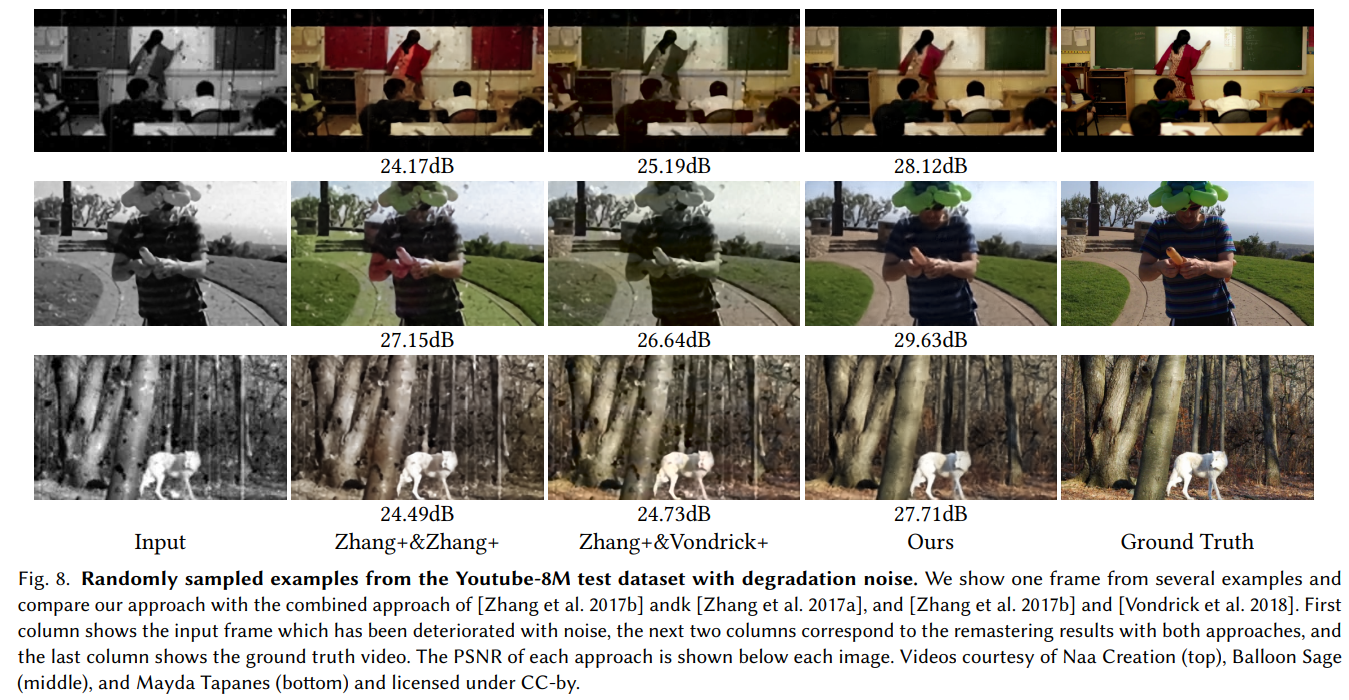 24.17dB 25.19dB 28.12dB
27.15dB 26.64dB 29.63dB
24.49dB 24.73dB 27.71dB
Input Zhang+&Zhang+ Zhang+&Vondrick+ Ours Ground Truth
Fig. 8. Randomly sampled examples from the Youtube-8M test dataset with degradation noise. We show one frame from several examples and
compare our approach with the combined approach of [Zhang et al. 2017b] andk [Zhang et al. 2017a], and [Zhang et al. 2017b] and [Vondrick et al. 2018]. First
column shows the input frame which has been deteriorated with noise, the next two columns correspond to the remastering results with both approaches, and
the last column shows the ground truth video. The PSNR of each approach is shown below each image. Videos courtesy of Naa Creation (top), Balloon Sage
(middle), and Mayda Tapanes (bottom) and licensed under CC-by.